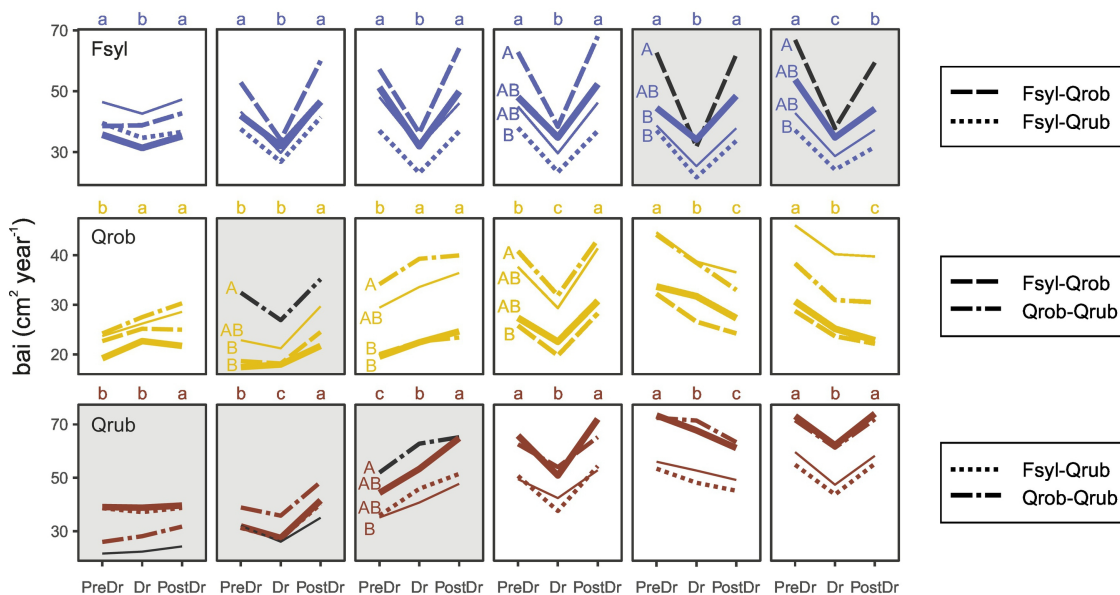 a b a a b a a b a a b a a b a a c b
70
Fsyl
A
AB
AB
B
A
AB
B
B
A
AB
AB
B
50
30
Fsyl-Qrob
Fsyl-Qrub
b a a b b a b a a b c a a b c a b c
Qrob
A
AB
B
B
A
AB
B
B
A
AB
AB
B
40
30
20
bai (cm² year⁻¹)
Fsyl-Qrob
Qrob-Qrub
b b a b c a c b a a b a a b c a b a
Qrub
A
AB
AB
B
70
50
30
Fsyl-Qrub
Qrob-Qrub
PreDr Dr PostDr PreDr Dr PostDr PreDr Dr PostDr PreDr Dr PostDr PreDr Dr PostDr PreDr Dr PostDr